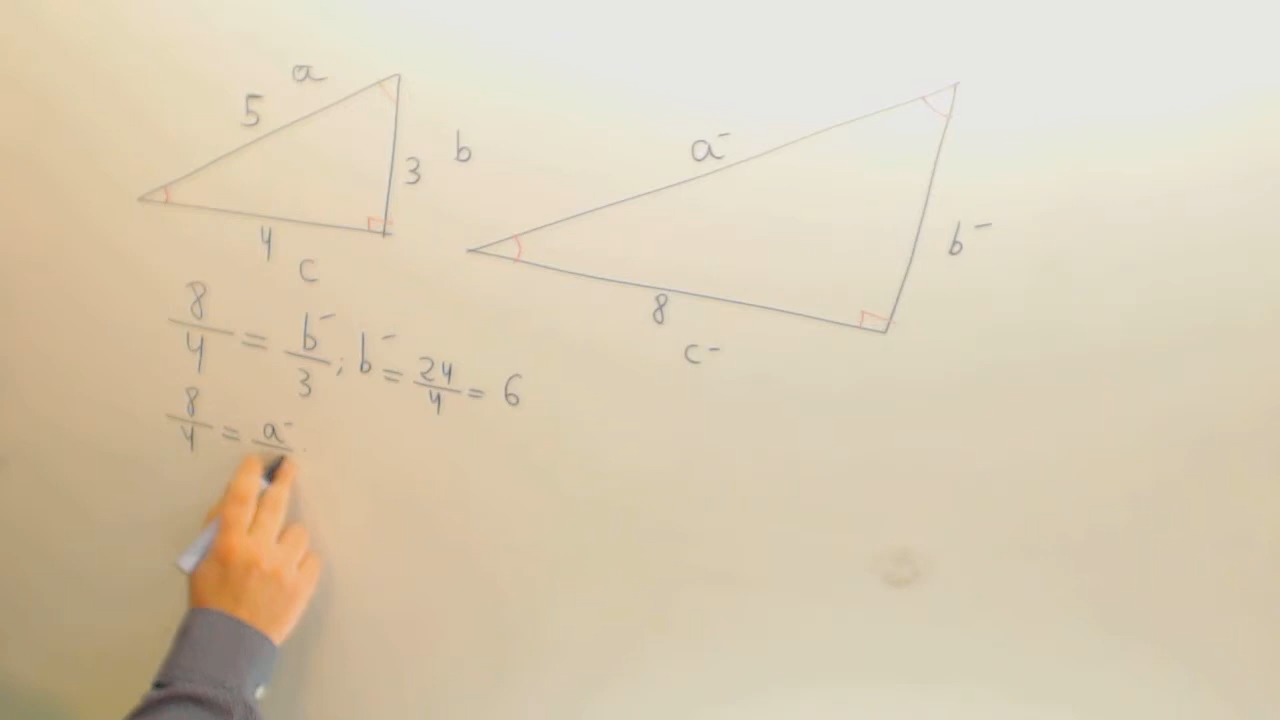 a
5
b
3
4
c
a⁻
b⁻
8
c⁻
8/4 = b⁻/3 ; b⁻ = 24/4 = 6
8/4 = a⁻/